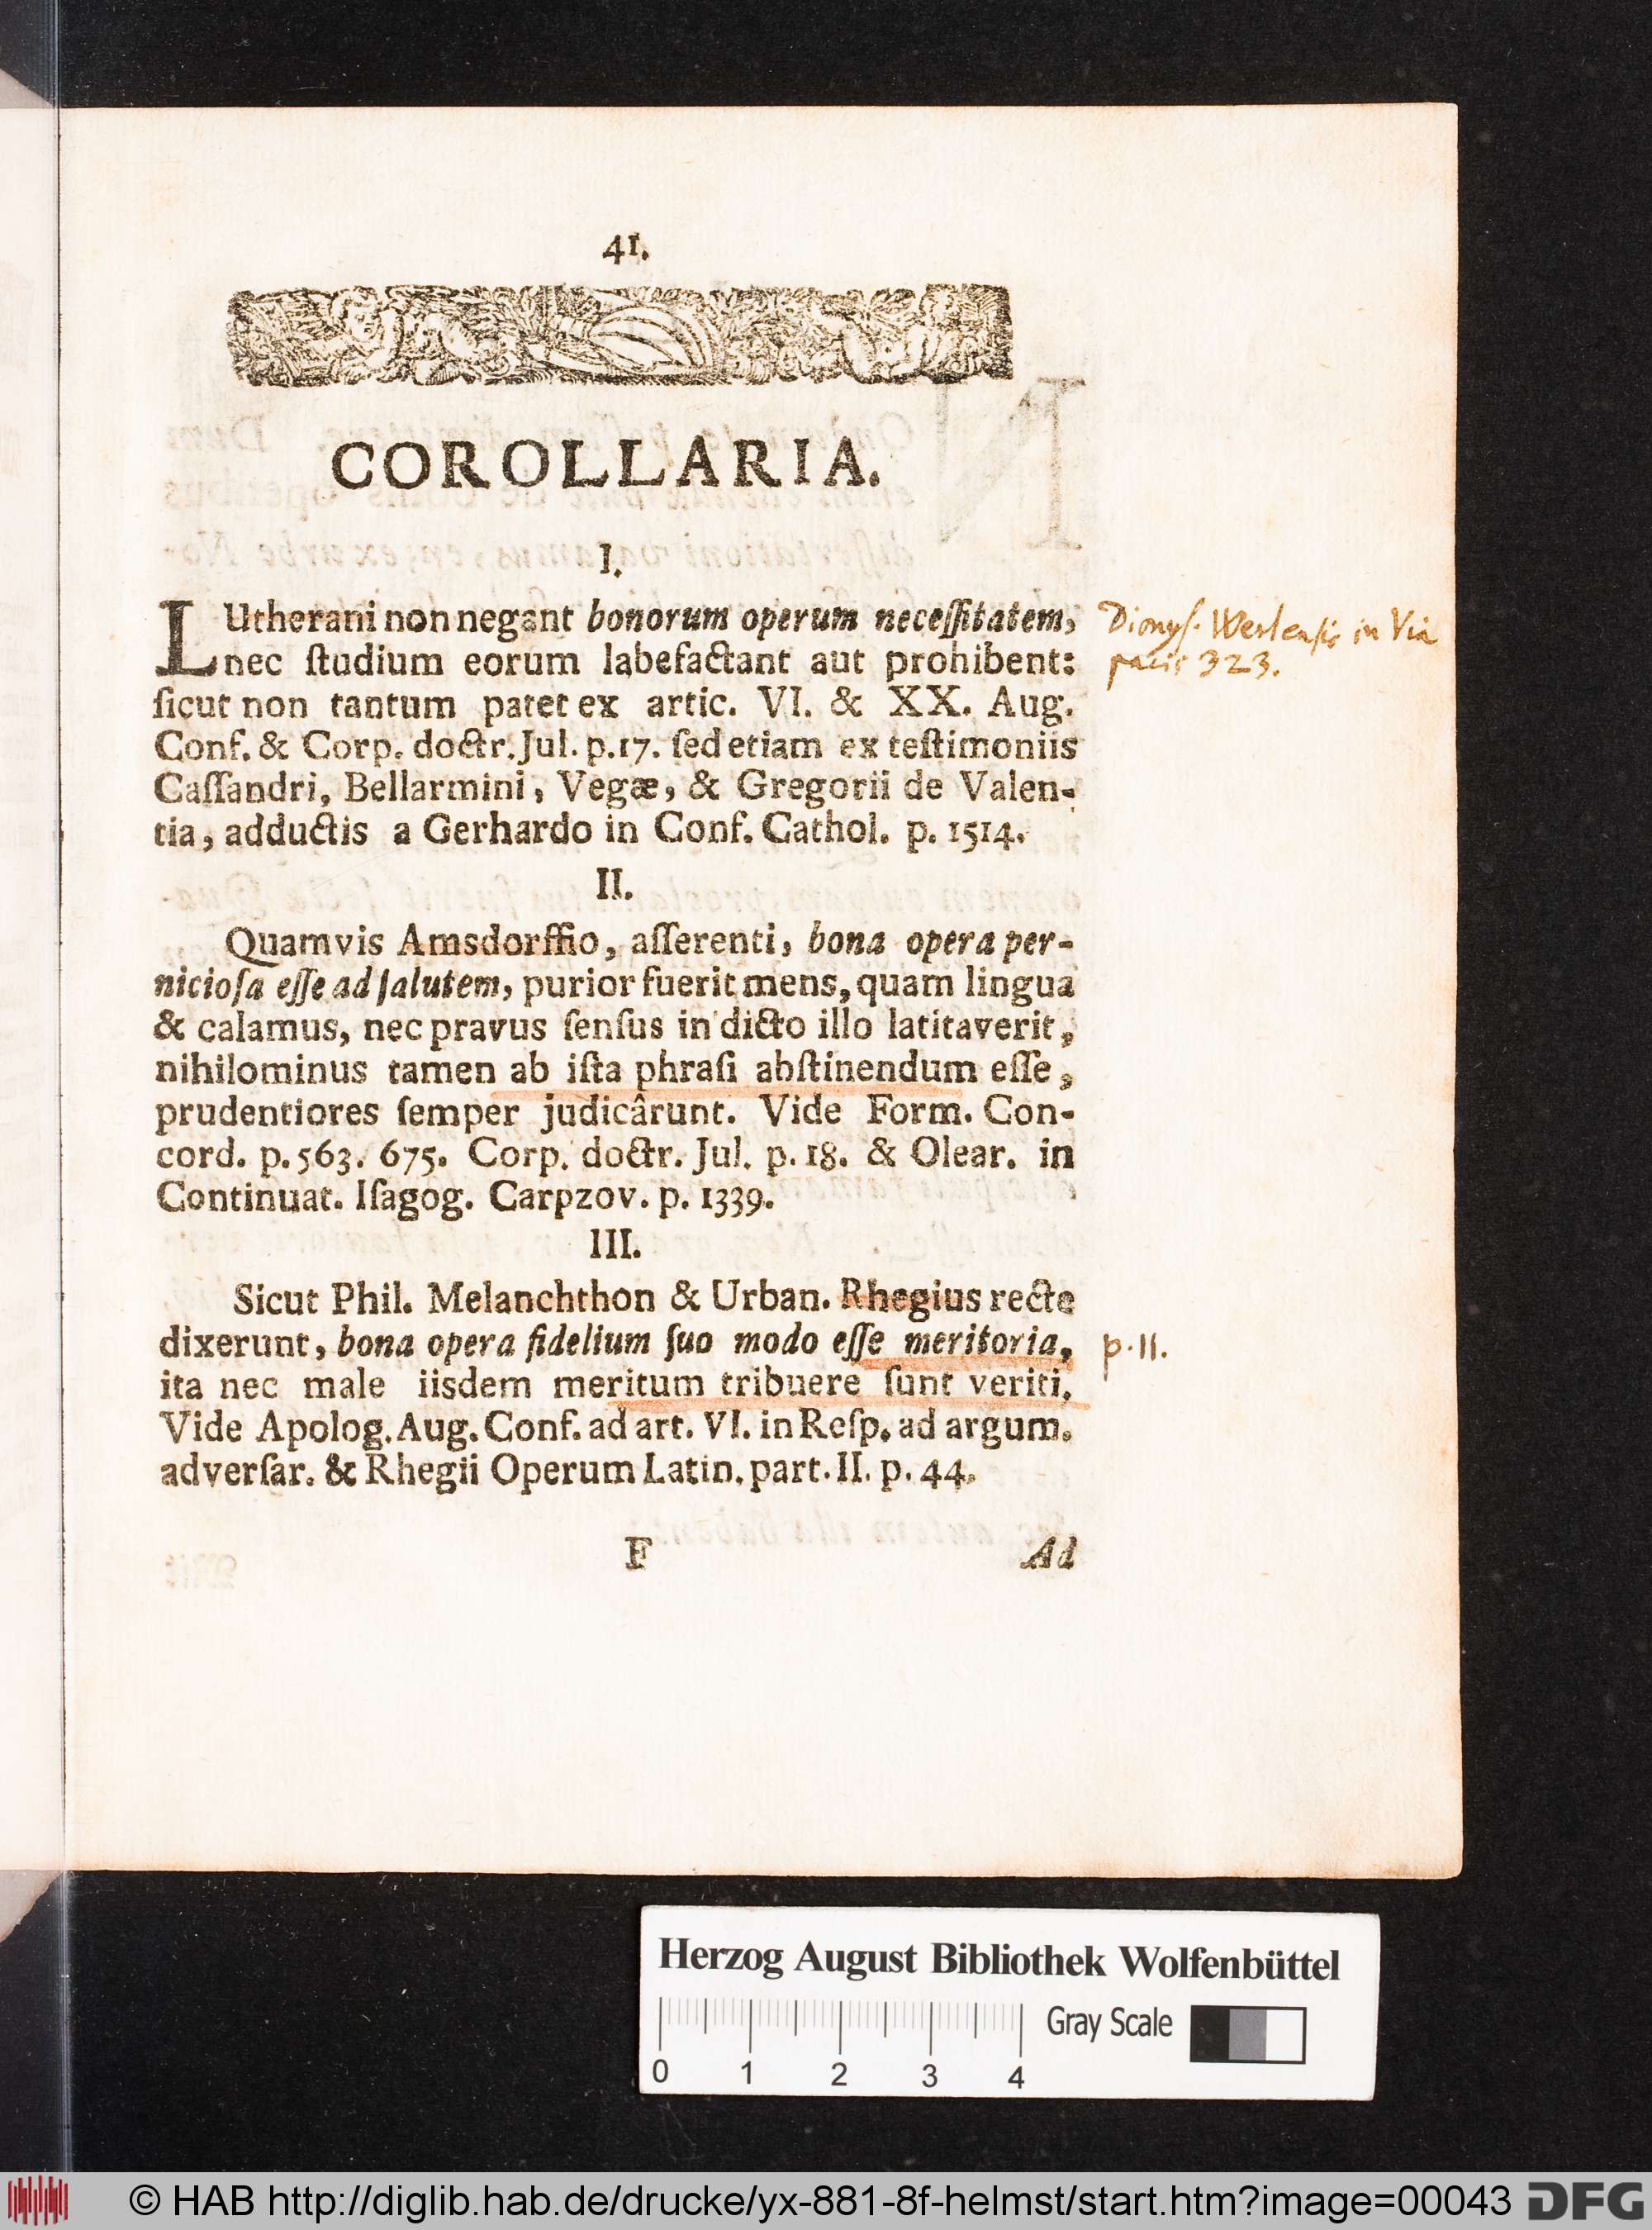 41.
COROLLARIA.
I.
LUtherani non negant bonorum operum neceſſitatem,
nec ſtudium eorum labefactant aut prohibent:
ſicut non tantum patet ex artic. VI. & XX. Aug.
Conf. & Corp. doctr. Jul. p. 17. ſed etiam ex teſtimoniis
Caſſandri, Bellarmini, Vegæ, & Gregorii de Valen-
tia, adductis a Gerhardo in Conf. Cathol. p. 1514.
Dionyſ. Werlenſis in Via
pacis 323.
II.
Quamvis Amsdorffio, aſſerenti, bona opera per-
nicioſa eſſe ad ſalutem, purior fuerit mens, quam lingua
& calamus, nec pravus ſenſus in dicto illo latitaverit,
nihilominus tamen ab iſta phraſi abſtinendum eſſe,
prudentiores ſemper judicârunt. Vide Form. Con-
cord. p. 563. 675. Corp. doctr. Jul. p. 18. & Olear. in
Continuat. Iſagog. Carpzov. p. 1339.
III.
Sicut Phil. Melanchthon & Urban. Rhegius recte
dixerunt, bona opera fidelium ſuo modo eſſe meritoria,
p. 11.
ita nec male iisdem meritum tribuere ſunt veriti.
Vide Apolog. Aug. Conf. ad art. VI. in Reſp. ad argum.
adverſar. & Rhegii Operum Latin. part. II. p. 44.
F Ad
Herzog August Bibliothek Wolfenbüttel
Gray Scale
0 1 2 3 4
© HAB http://diglib.hab.de/drucke/yx-881-8f-helmst/start.htm?image=00043 DFG